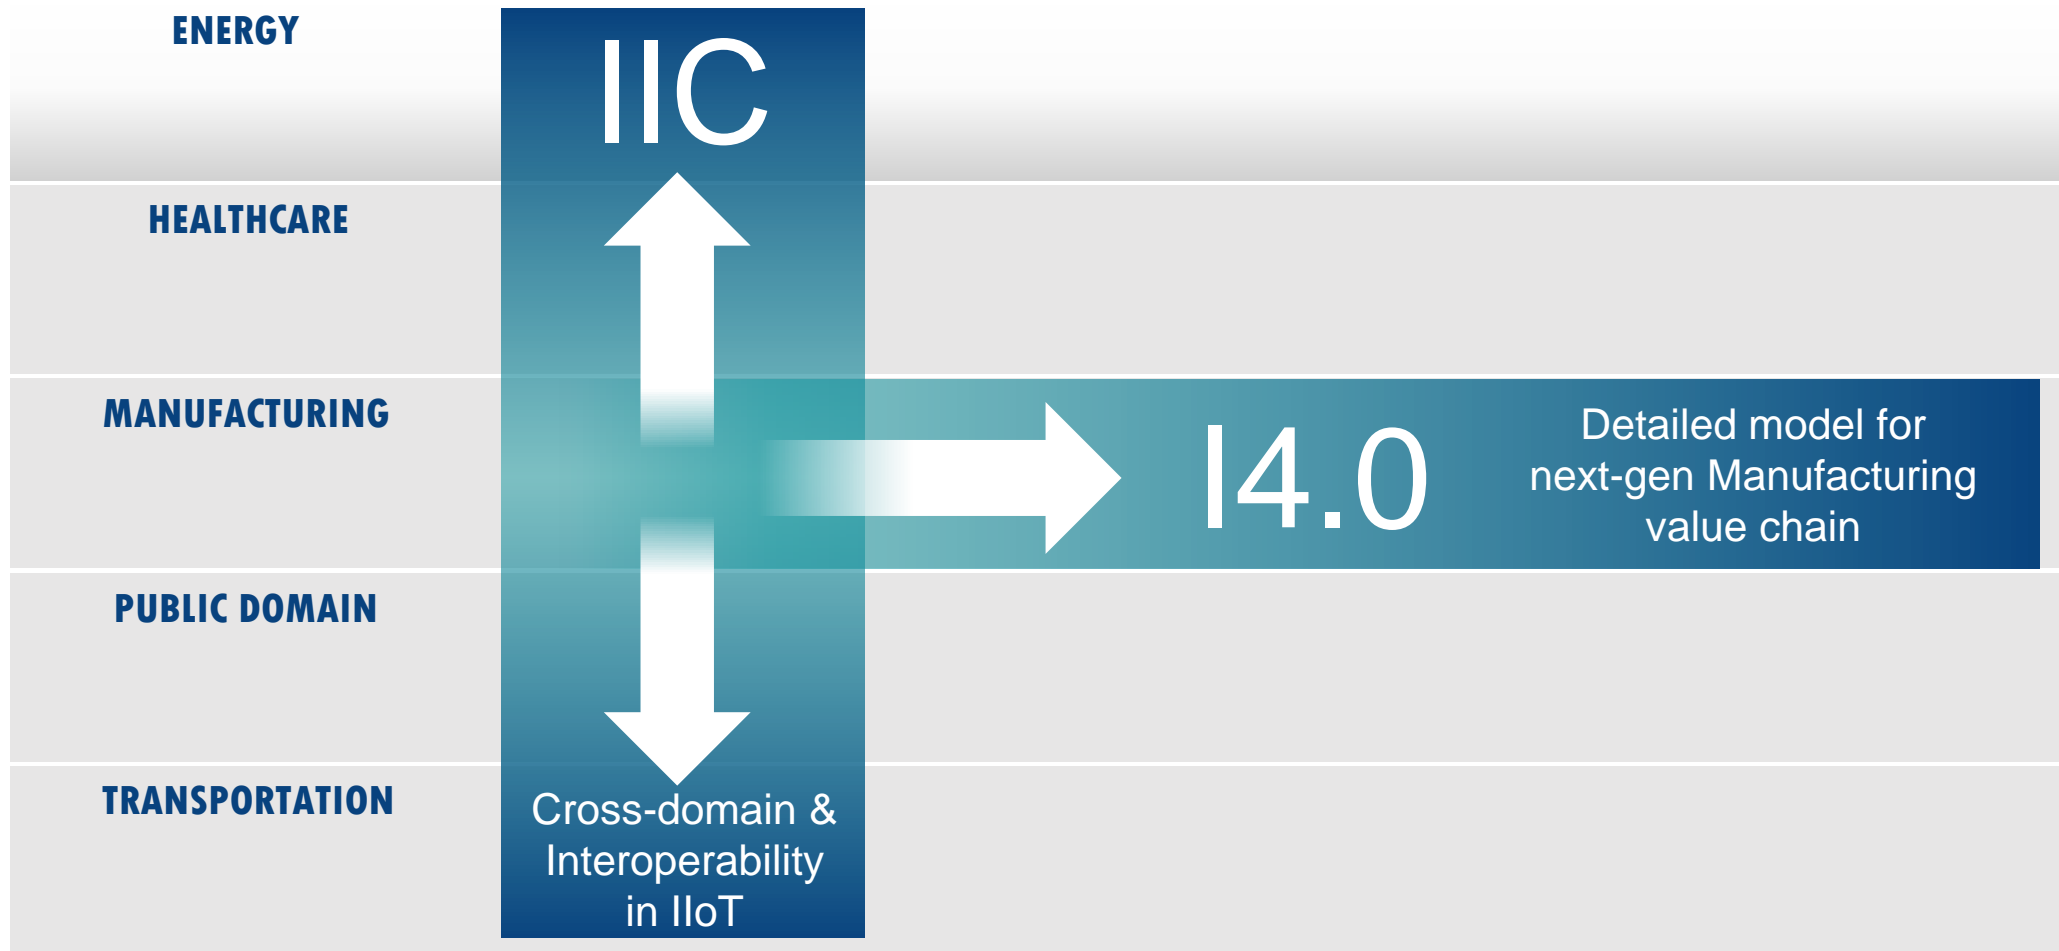 ENERGY
IIC
HEALTHCARE
MANUFACTURING
I4.0
Detailed model for
next-gen Manufacturing
value chain
PUBLIC DOMAIN
TRANSPORTATION
Cross-domain &
Interoperability
in IIoT